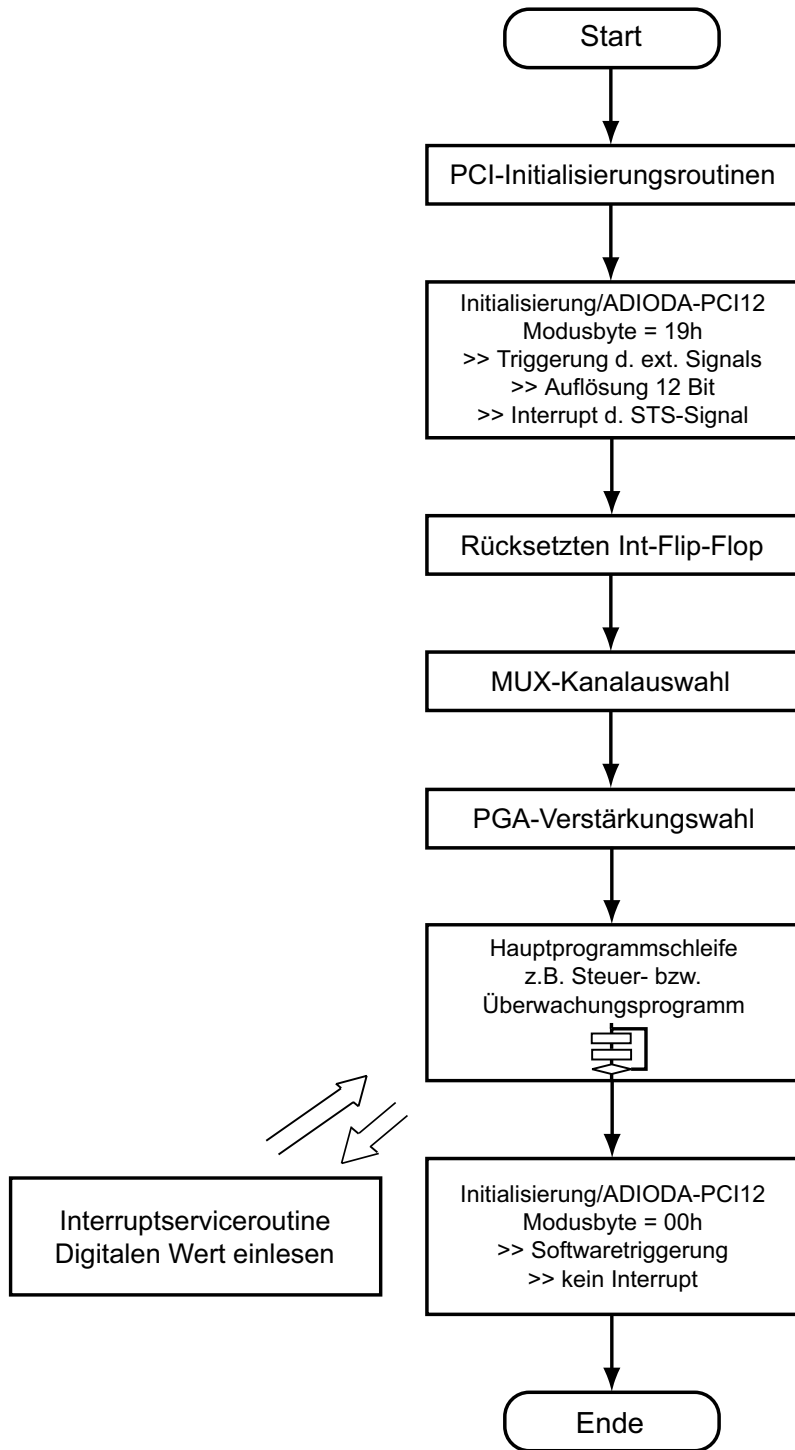 Start
PCI-Initialisierungsroutinen
Initialisierung/ADIODA-PCI12
Modusbyte = 19h
>> Triggerung d. ext. Signals
>> Auflösung 12 Bit
>> Interrupt d. STS-Signal
Rücksetzten Int-Flip-Flop
MUX-Kanalauswahl
PGA-Verstärkungswahl
Hauptprogrammschleife
z.B. Steuer- bzw.
Überwachungsprogramm
Interruptserviceroutine
Digitalen Wert einlesen
Initialisierung/ADIODA-PCI12
Modusbyte = 00h
>> Softwaretriggerung
>> kein Interrupt
Ende